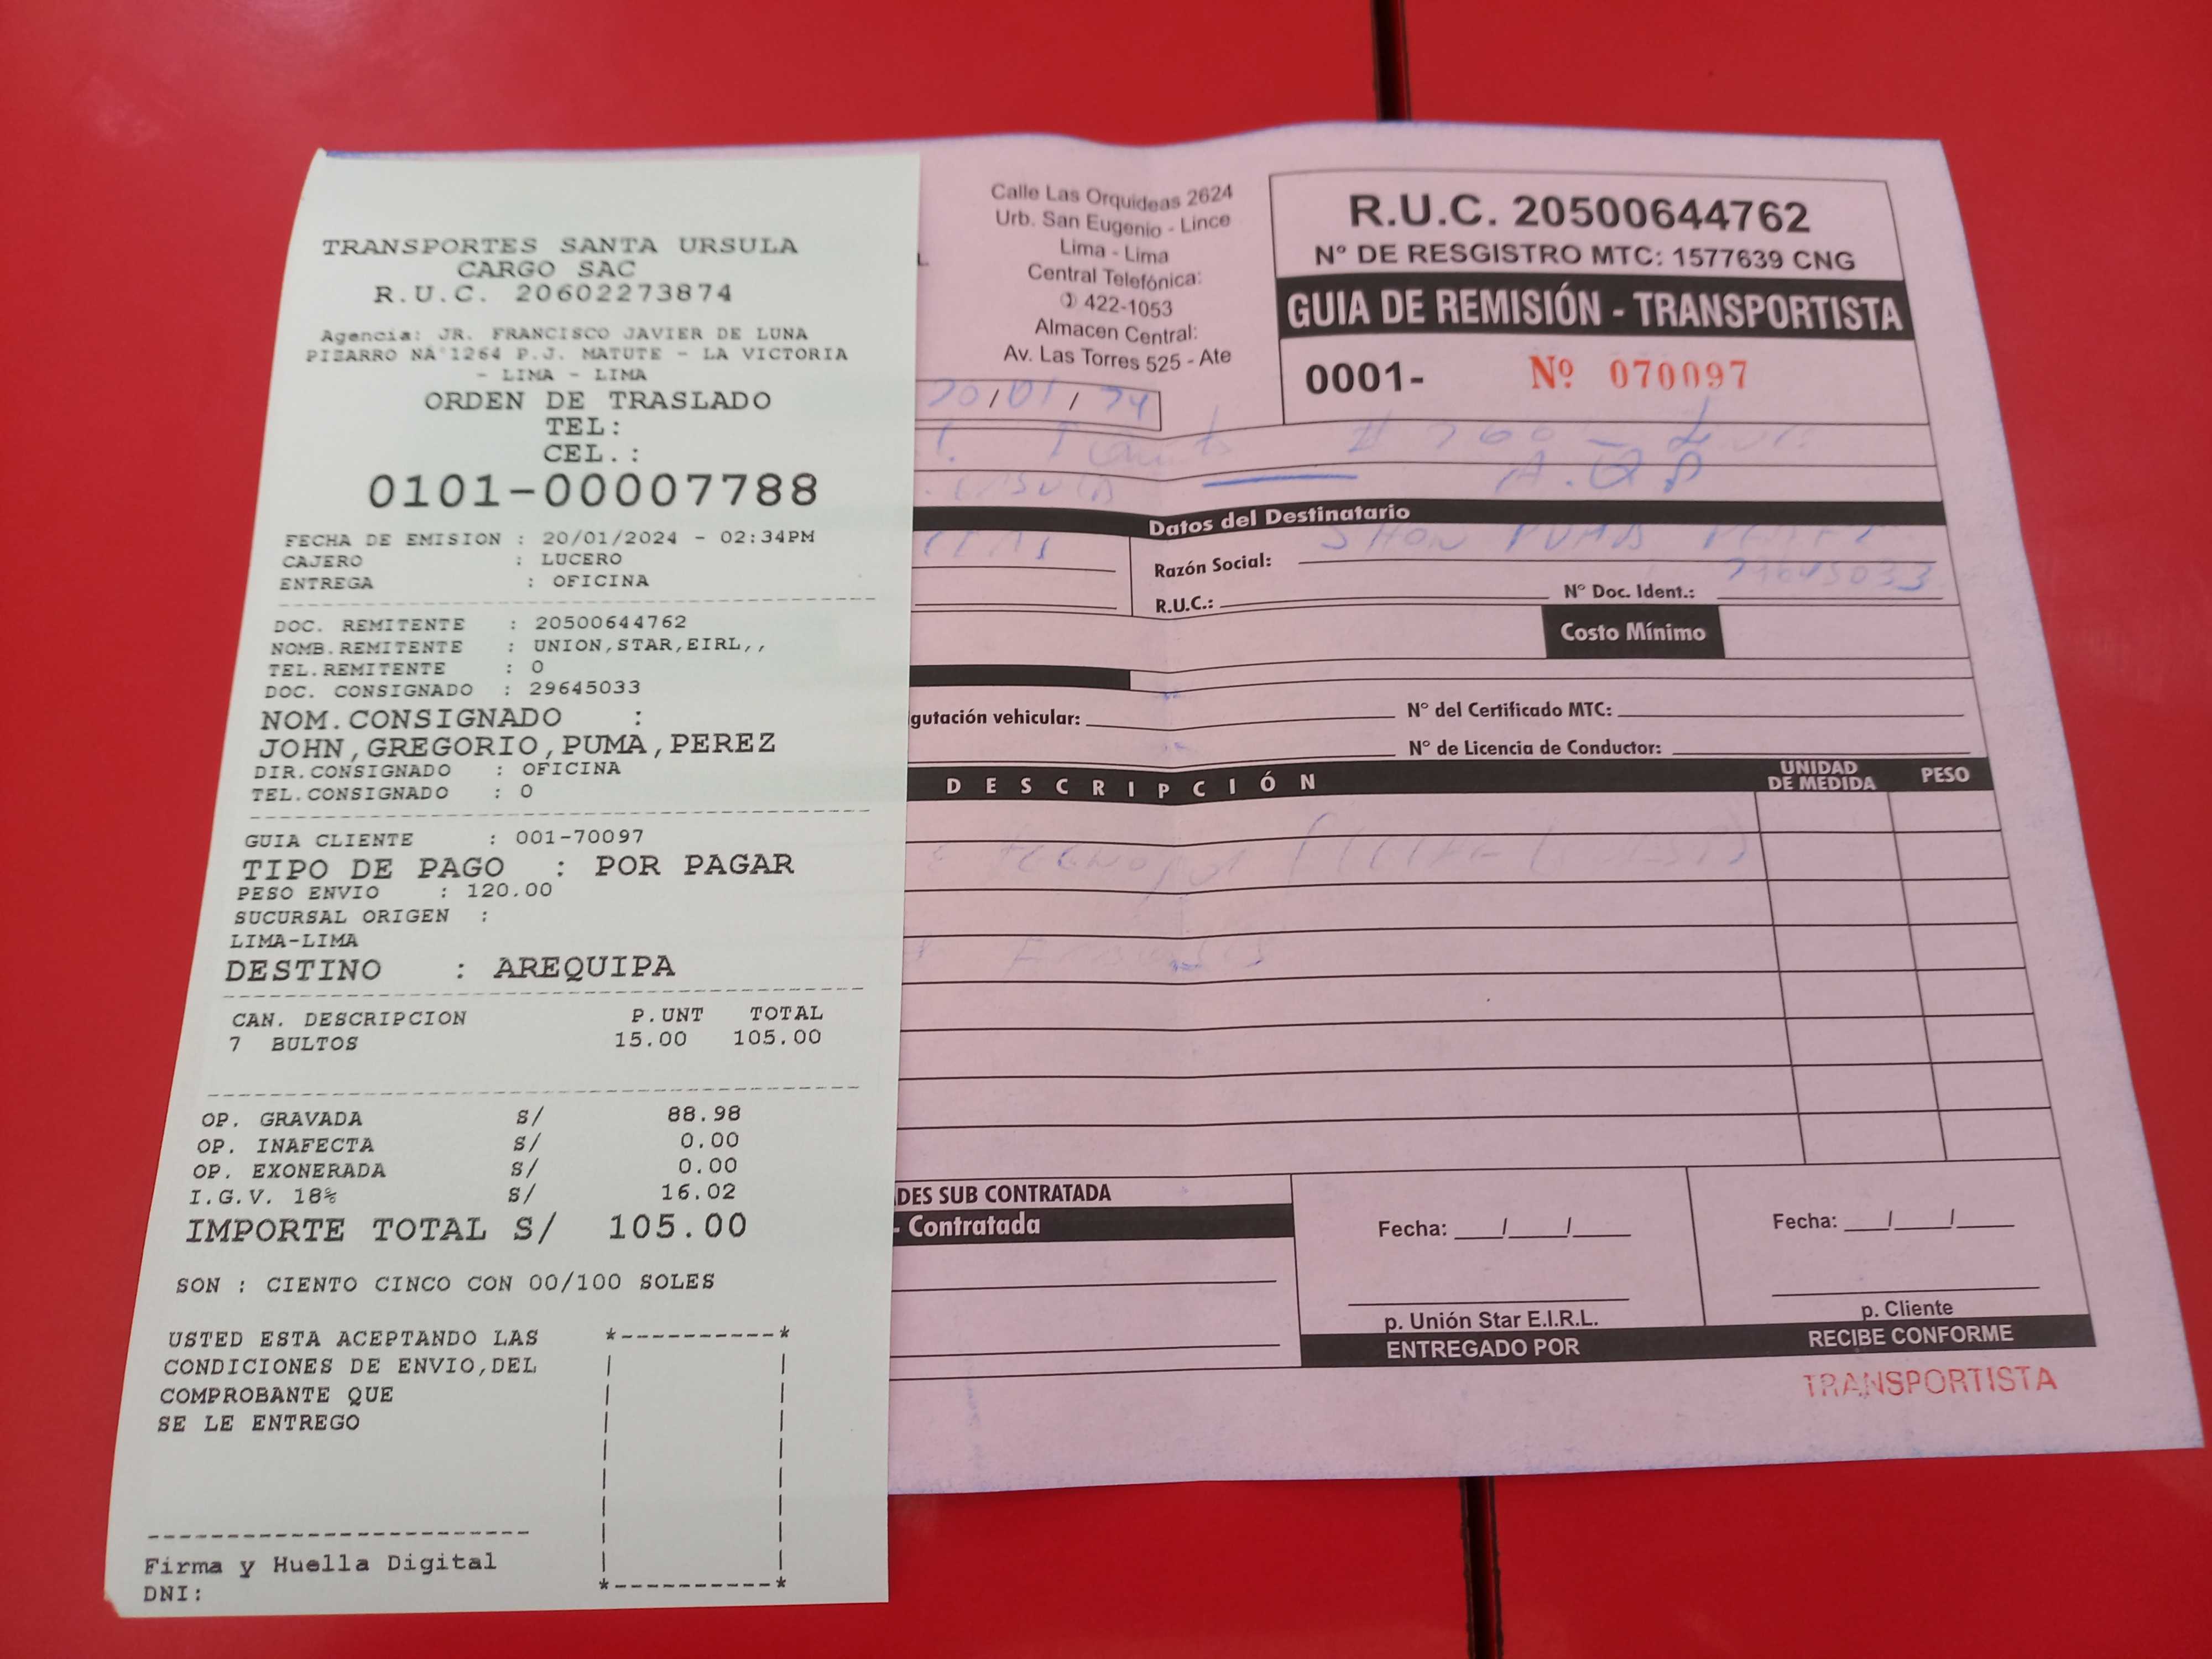 TRANSPORTES SANTA URSULA
CARGO SAC
R.U.C. 20602273874
Agencia: JR. FRANCISCO JAVIER DE LUNA
PIZARRO NA°1264 P.J. MATUTE - LA VICTORIA
- LIMA - LIMA
ORDEN DE TRASLADO
TEL:
CEL.:
0101-00007788
FECHA DE EMISION : 20/01/2024 - 02:34PM
CAJERO : LUCERO
ENTREGA : OFICINA
DOC. REMITENTE : 20500644762
NOMB.REMITENTE : UNION,STAR,EIRL,,
TEL.REMITENTE : 0
DOC. CONSIGNADO : 29645033
NOM.CONSIGNADO :
JOHN,GREGORIO,PUMA,PEREZ
DIR.CONSIGNADO : OFICINA
TEL.CONSIGNADO : 0
GUIA CLIENTE : 001-70097
TIPO DE PAGO : POR PAGAR
PESO ENVIO : 120.00
SUCURSAL ORIGEN :
LIMA-LIMA
DESTINO : AREQUIPA
CAN. DESCRIPCION P.UNT TOTAL
7 BULTOS 15.00 105.00
OP. GRAVADA S/ 88.98
OP. INAFECTA S/ 0.00
OP. EXONERADA S/ 0.00
I.G.V. 18% S/ 16.02
IMPORTE TOTAL S/ 105.00
SON : CIENTO CINCO CON 00/100 SOLES
USTED ESTA ACEPTANDO LAS
CONDICIONES DE ENVIO,DEL
COMPROBANTE QUE
SE LE ENTREGO
Firma y Huella Digital
DNI:
Calle Las Orquideas 2624
Urb. San Eugenio - Lince
Lima - Lima
Central Telefónica:
422-1053
Almacen Central:
Av. Las Torres 525 - Ate
R.U.C. 20500644762
N° DE RESGISTRO MTC: 1577639 CNG
GUIA DE REMISIÓN - TRANSPORTISTA
0001- Nº 070097
20/01/24
A.Q.P
Datos del Destinatario
Razón Social: JHON PUMA PEREZ
R.U.C.: N° Doc. Ident.: 29645033
Costo Mínimo
gutación vehicular: N° del Certificado MTC:
N° de Licencia de Conductor:
DESCRIPCIÓN UNIDAD DE MEDIDA PESO
DES SUB CONTRATADA
- Contratada
Fecha: / /
p. Unión Star E.I.R.L.
ENTREGADO POR
Fecha: / /
p. Cliente
RECIBE CONFORME
TRANSPORTISTA